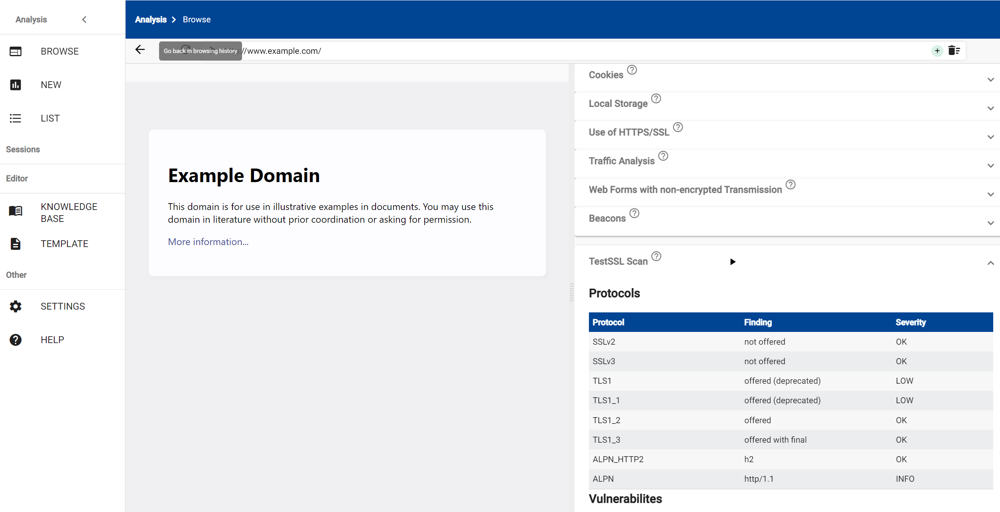 Analysis
BROWSE
NEW
LIST
Sessions
Editor
KNOWLEDGE
BASE
TEMPLATE
Other
SETTINGS
HELP
Analysis Browse
Go back in browsing history
//www.example.com/
Example Domain
This domain is for use in illustrative examples in documents. You may use this
domain in literature without prior coordination or asking for permission.
More information...
Cookies
Local Storage
Use of HTTPS/SSL
Traffic Analysis
Web Forms with non-encrypted Transmission
Beacons
TestSSL Scan
Protocols
Protocol Finding Severity
SSLv2 not offered OK
SSLv3 not offered OK
TLS1 offered (deprecated) LOW
TLS1_1 offered (deprecated) LOW
TLS1_2 offered OK
TLS1_3 offered with final OK
ALPN_HTTP2 h2 OK
ALPN http/1.1 INFO
Vulnerabilites